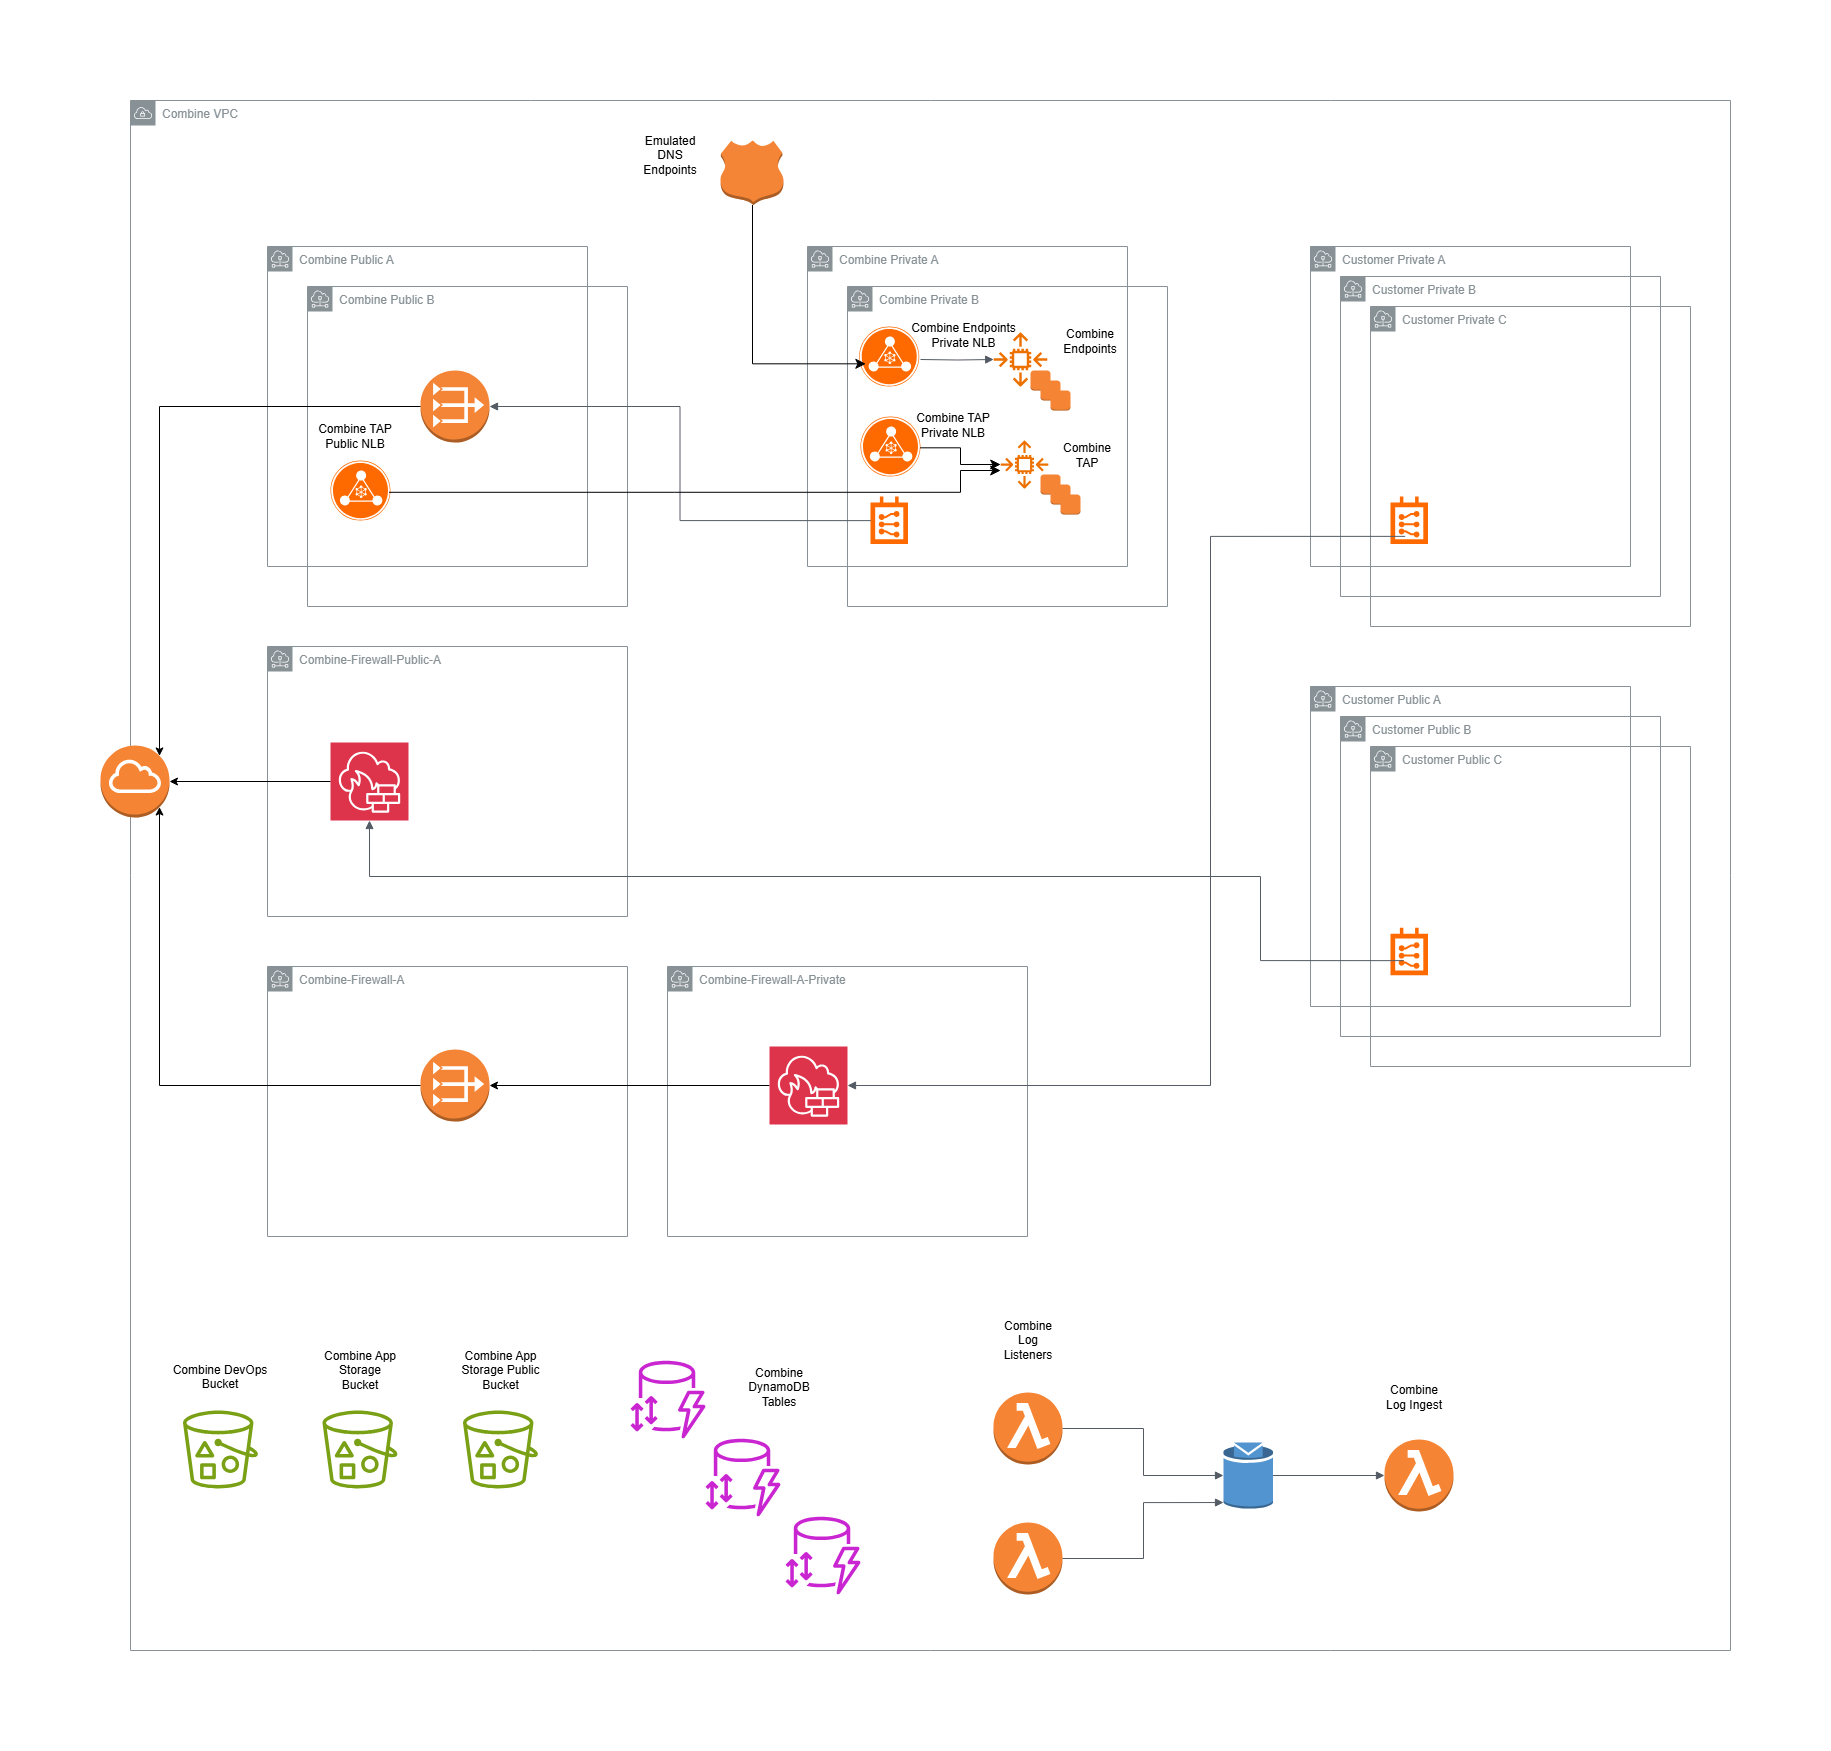 Combine VPC
Emulated
DNS
Endpoints
Combine Public A
Combine Public B
Combine TAP
Public NLB
Combine Private A
Combine Private B
Combine Endpoints
Private NLB
Combine
Endpoints
Combine TAP
Private NLB
Combine
TAP
Customer Private A
Customer Private B
Customer Private C
Combine-Firewall-Public-A
Customer Public A
Customer Public B
Customer Public C
Combine-Firewall-A
Combine-Firewall-A-Private
Combine DevOps
Bucket
Combine App
Storage
Bucket
Combine App
Storage Public
Bucket
Combine
DynamoDB
Tables
Combine
Log
Listeners
Combine
Log Ingest